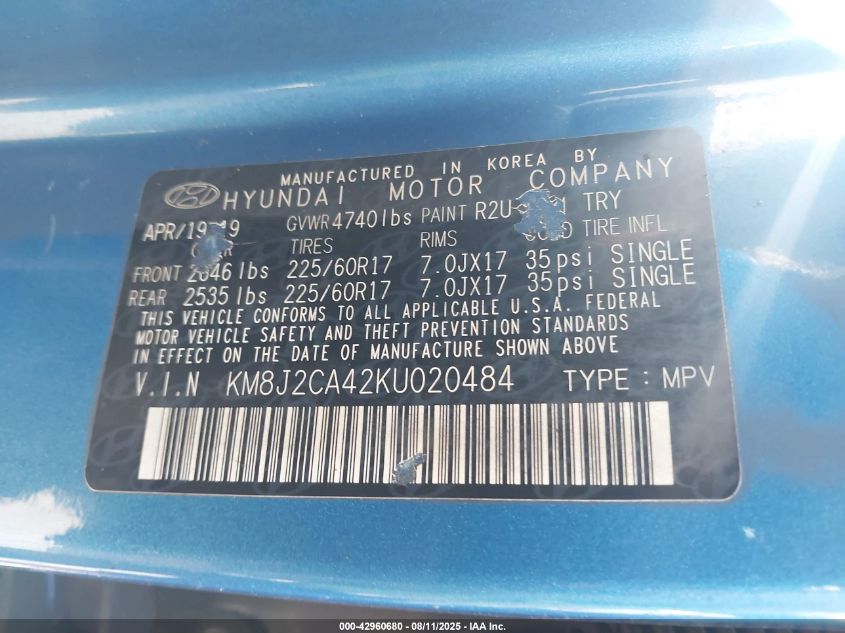 MANUFACTURED IN KOREA BY
HYUNDAI MOTOR COMPANY
GVWR 4740lbs PAINT TRY
TIRES RIMS TIRE INFL
FRONT 225/60R17 7.0JX17 35psi SINGLE
REAR 2535 lbs 225/60R17 7.0JX17 35psi SINGLE
THIS VEHICLE CONFORMS TO ALL APPLICABLE U.S.A. FEDERAL
MOTOR VEHICLE SAFETY AND THEFT PREVENTION STANDARDS
IN EFFECT ON THE DATE OF MANUFACTURE SHOWN ABOVE
V.I.N KM8J2CA42KU020484 TYPE : MPV
000-42960680 - 08/11/2025 - IAA Inc.